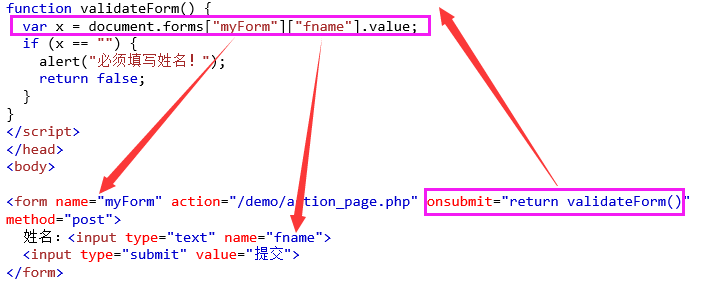 function validateForm() {
  var x = document.forms["myForm"]["fname"].value;
  if (x == "") {
    alert("必须填写姓名！");
    return false;
  }
}
</script>
</head>
<body>

<form name="myForm" action="/demo/action_page.php" onsubmit="return validateForm()"
method="post">
  姓名：<input type="text" name="fname">
  <input type="submit" value="提交">
</form>